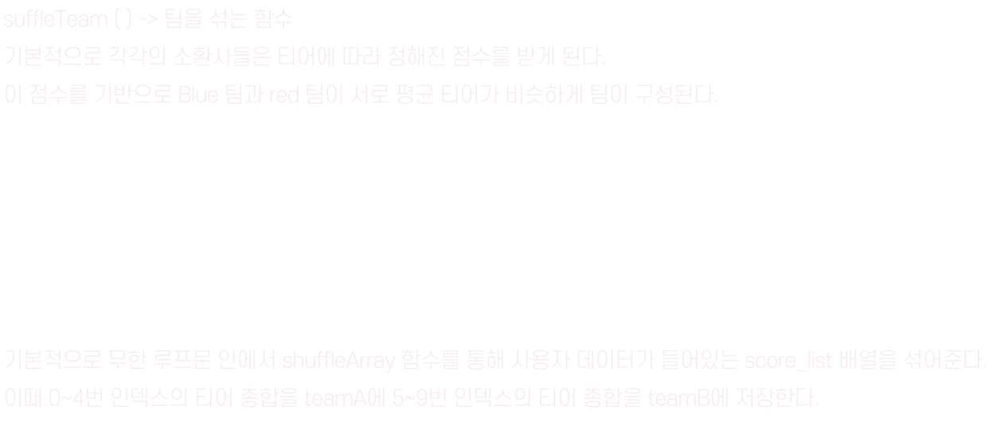 suffleTeam ( ) -> 팀을 섞는 함수
기본적으로 각각의 소환사들은 티어에 따라 정해진 점수를 받게 된다.
이 점수를 기반으로 Blue 팀과 red 팀이 서로 평균 티어가 비슷하게 팀이 구성된다.
기본적으로 무한 루프문 안에서 shuffleArray 함수를 통해 사용자 데이터가 들어있는 score_list 배열을 섞어준다.
이때 0~4번 인덱스의 티어 총합을 teamA에 5~9번 인덱스의 티어 총합을 teamB에 저장한다.